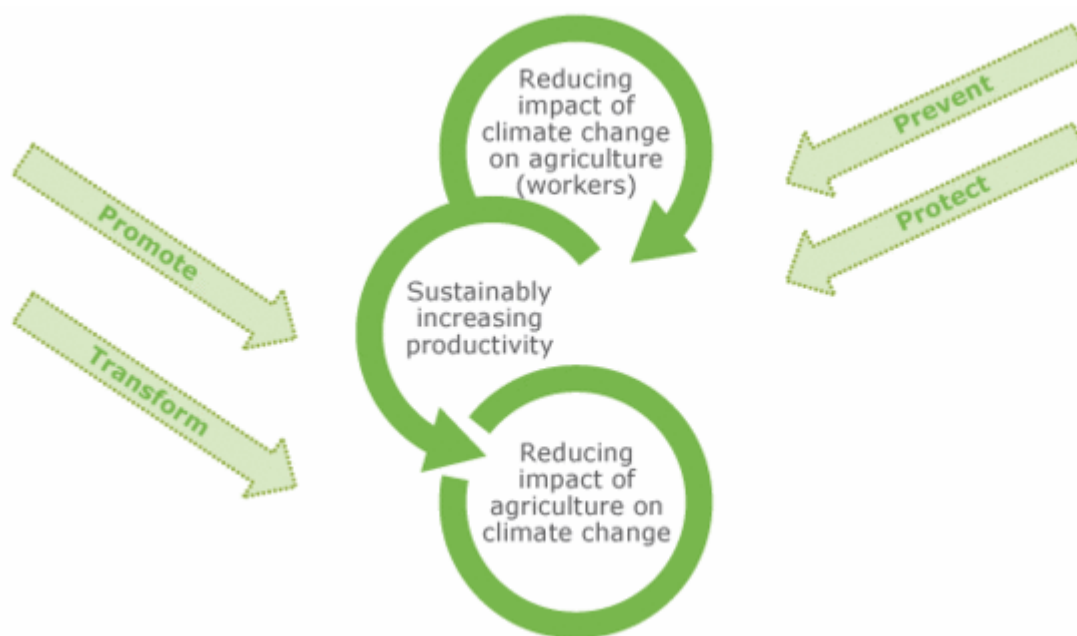 Reducing
impact of
climate change
on agriculture
(workers)
Prevent
Protect
Promote
Transform
Sustainably
increasing
productivity
Reducing
impact of
agriculture on
climate change